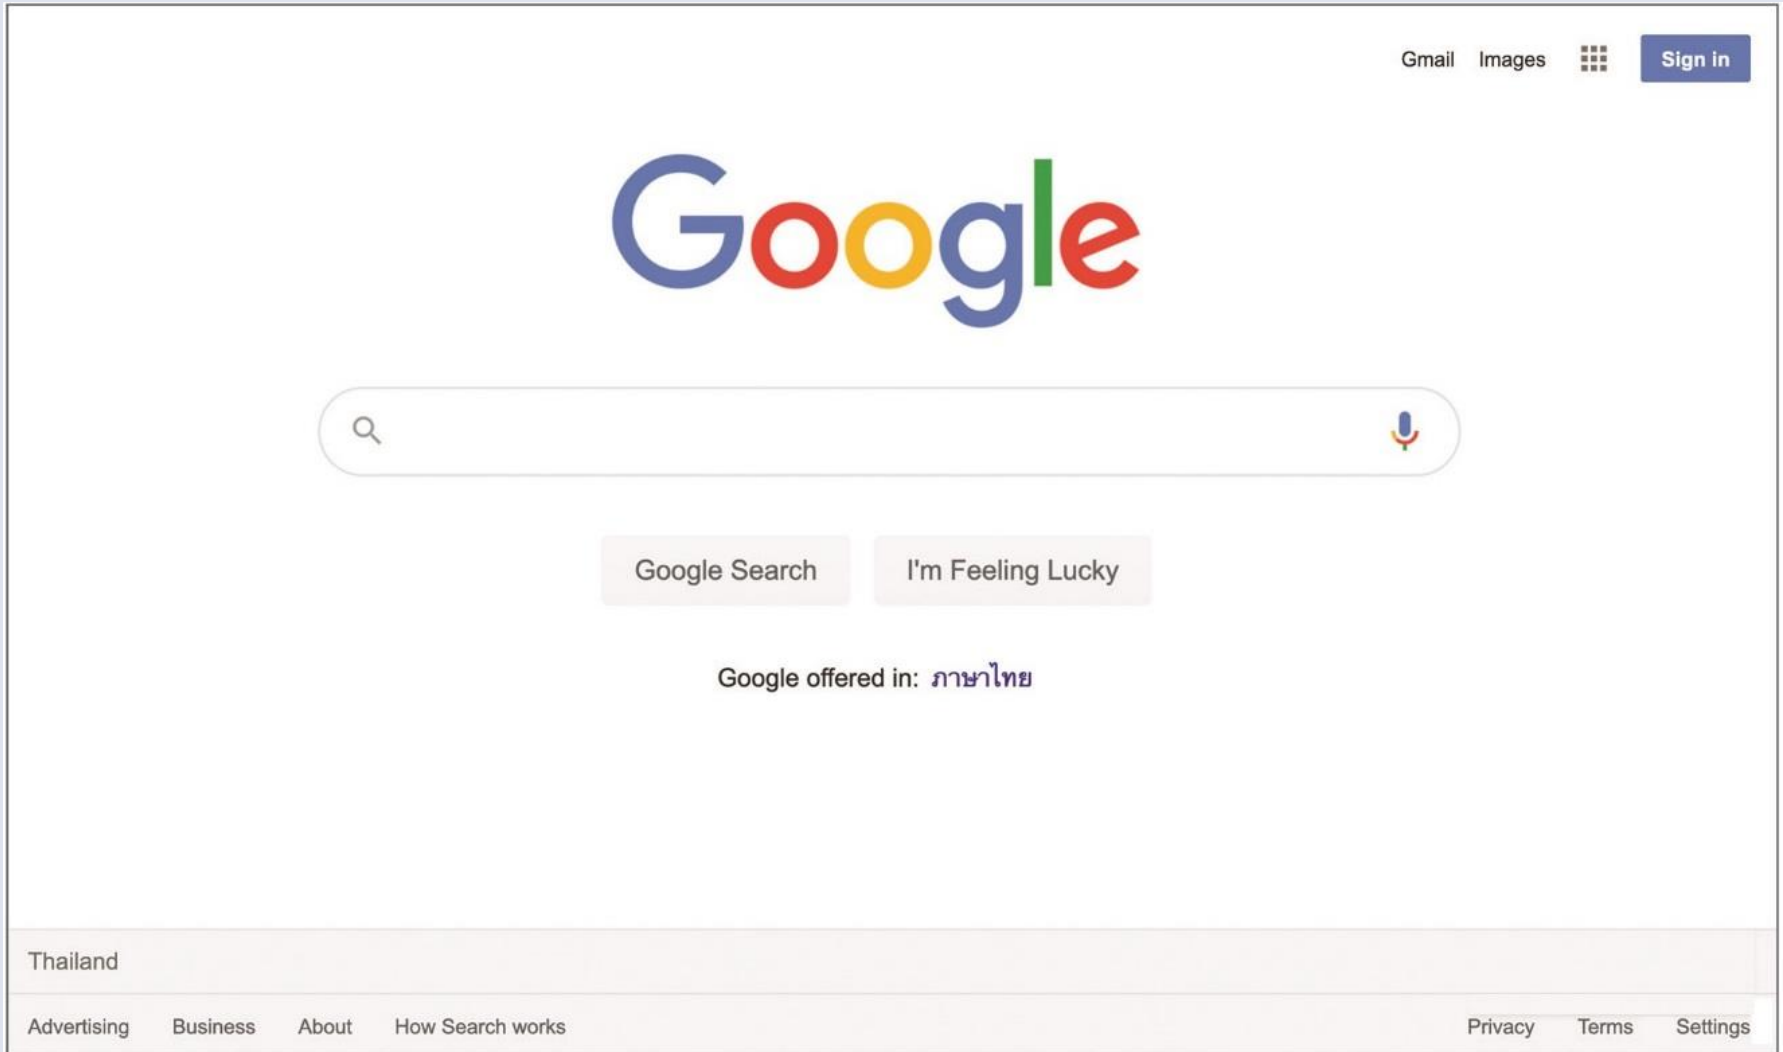 Gmail Images Sign in
Google
Google Search I'm Feeling Lucky
Google offered in: ภาษาไทย
Thailand
Advertising Business About How Search works Privacy Terms Settings